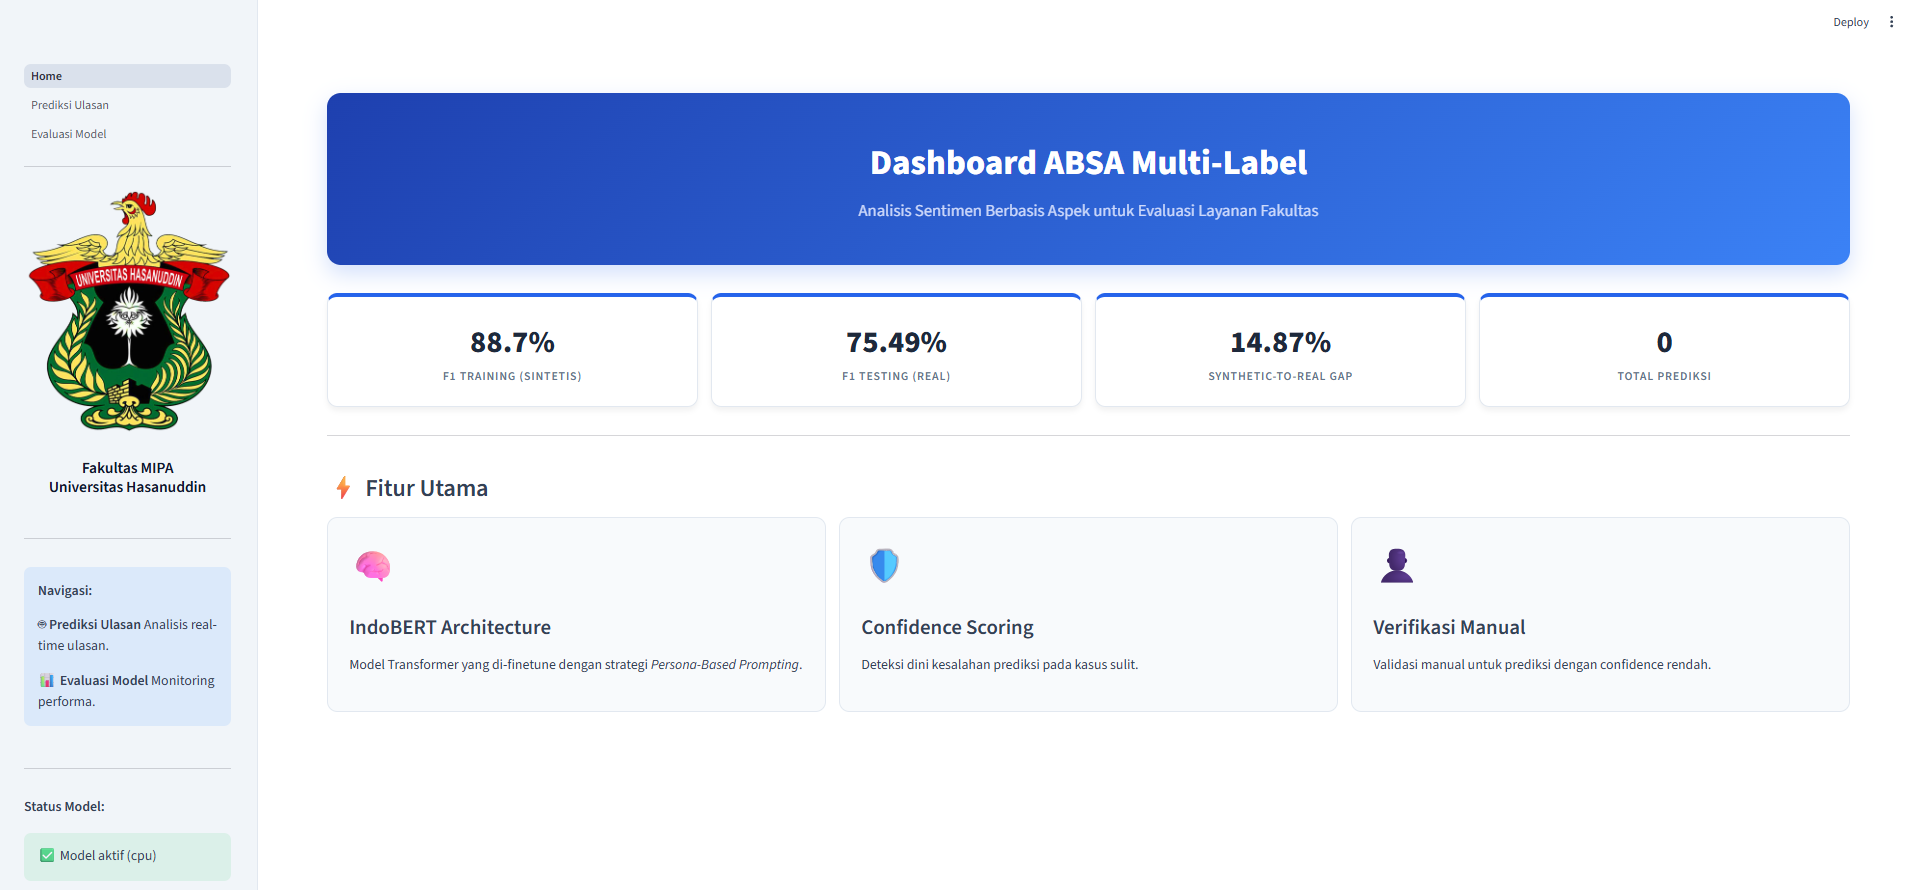 Deploy
Home
Prediksi Ulasan
Evaluasi Model
UNIVERSITAS HASANUDDIN
Fakultas MIPA
Universitas Hasanuddin
Navigasi:
Prediksi Ulasan Analisis real-
time ulasan.
Evaluasi Model Monitoring
performa.
Status Model:
Model aktif (cpu)
Dashboard ABSA Multi-Label
Analisis Sentimen Berbasis Aspek untuk Evaluasi Layanan Fakultas
88.7%
F1 TRAINING (SINTETIS)
75.49%
F1 TESTING (REAL)
14.87%
SYNTHETIC-TO-REAL GAP
0
TOTAL PREDIKSI
Fitur Utama
IndoBERT Architecture
Model Transformer yang di-finetune dengan strategi Persona-Based Prompting.
Confidence Scoring
Deteksi dini kesalahan prediksi pada kasus sulit.
Verifikasi Manual
Validasi manual untuk prediksi dengan confidence rendah.